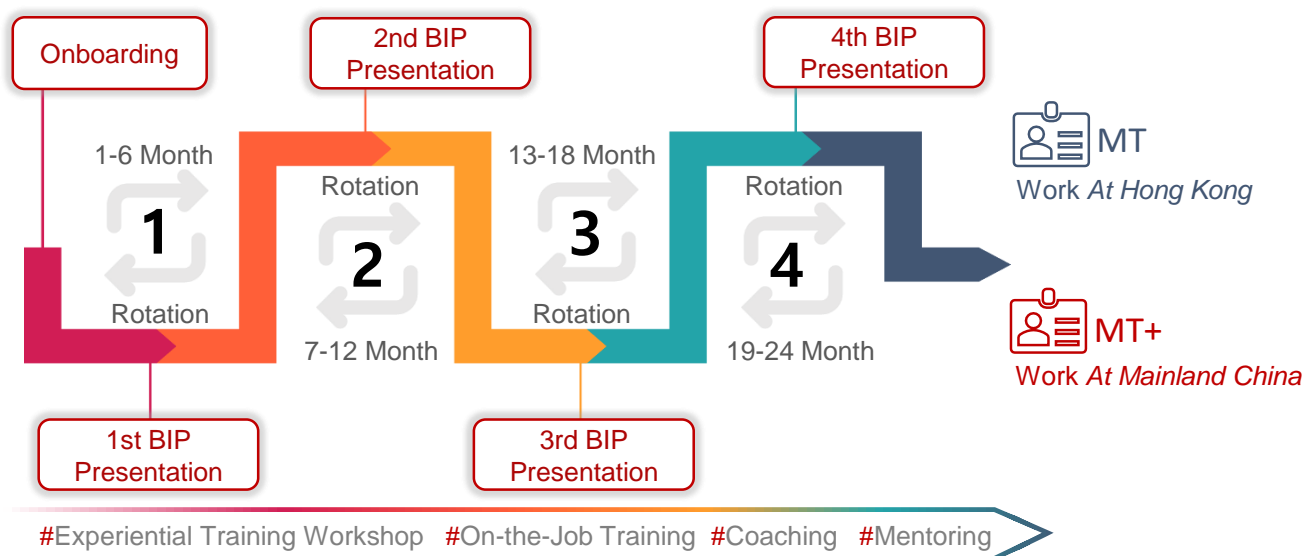 Onboarding
2nd BIP
Presentation
4th BIP
Presentation
1-6 Month
1
Rotation
Rotation
2
7-12 Month
13-18 Month
3
Rotation
Rotation
4
19-24 Month
MT
Work At Hong Kong
MT+
Work At Mainland China
1st BIP
Presentation
3rd BIP
Presentation
#Experiential Training Workshop #On-the-Job Training #Coaching #Mentoring